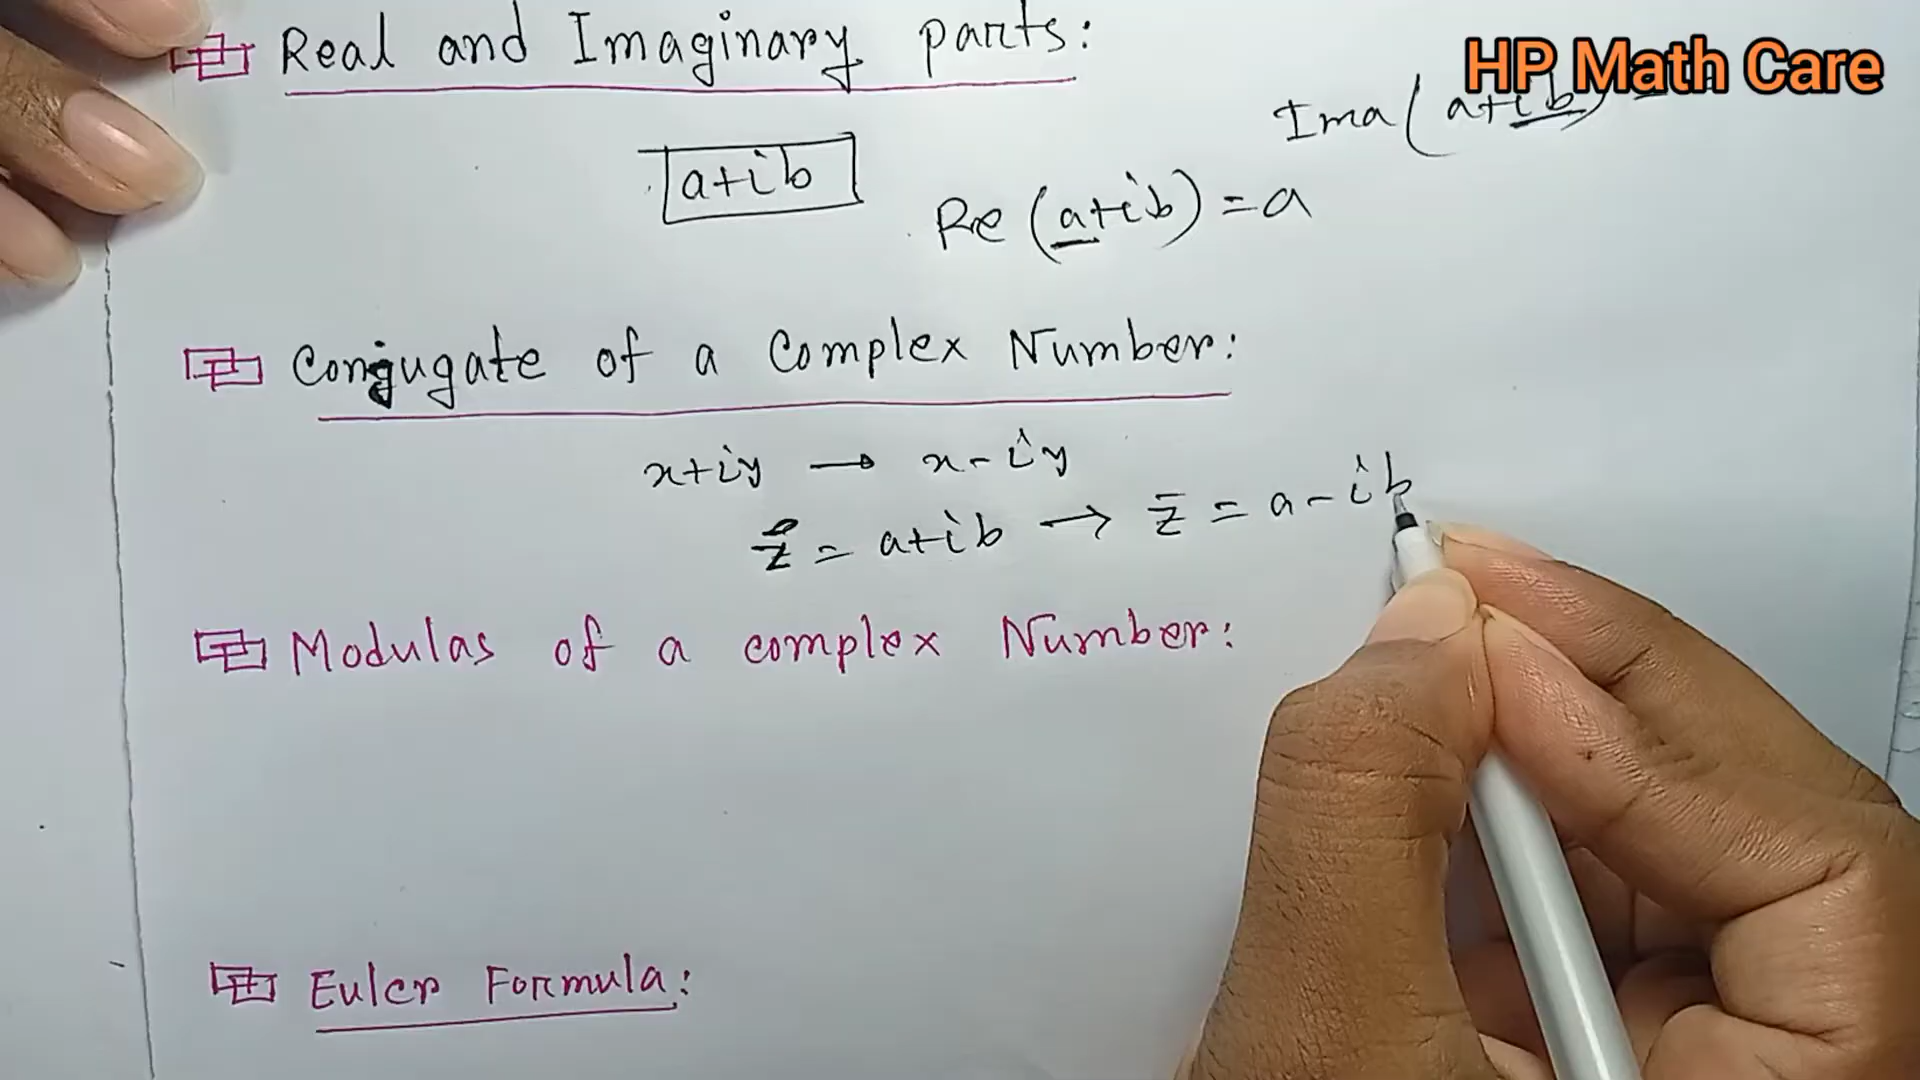 Real and Imaginary parts:
HP Math Care
Ima (a+ib) =
a+ib
Re (a+ib) = a
Conjugate of a Complex Number:
x+iy → x-iy
z = a+ib → z̄ = a-ib
Modulas of a complex Number:
Euler Formula: